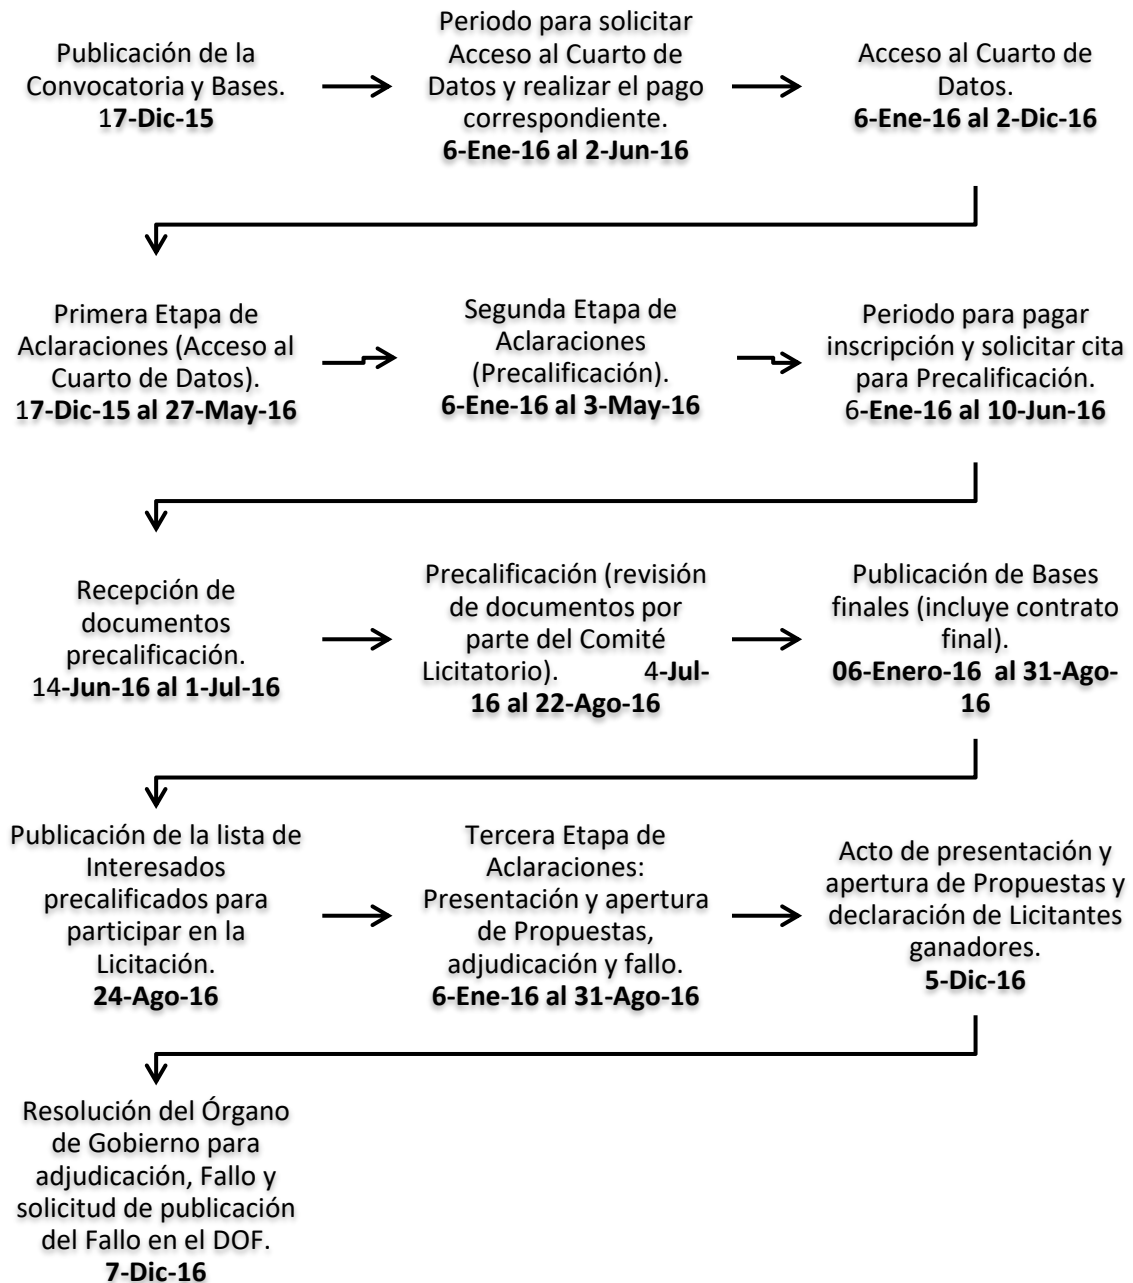 Publicación de la
Convocatoria y Bases.
17-Dic-15
Periodo para solicitar
Acceso al Cuarto de
Datos y realizar el pago
correspondiente.
6-Ene-16 al 2-Jun-16
Acceso al Cuarto de
Datos.
6-Ene-16 al 2-Dic-16
Primera Etapa de
Aclaraciones (Acceso al
Cuarto de Datos).
17-Dic-15 al 27-May-16
Segunda Etapa de
Aclaraciones
(Precalificación).
6-Ene-16 al 3-May-16
Periodo para pagar
inscripción y solicitar cita
para Precalificación.
6-Ene-16 al 10-Jun-16
Recepción de
documentos
precalificación.
14-Jun-16 al 1-Jul-16
Precalificación (revisión
de documentos por
parte del Comité
Licitatorio). 4-Jul-
16 al 22-Ago-16
Publicación de Bases
finales (incluye contrato
final).
06-Enero-16 al 31-Ago-
16
Publicación de la lista de
Interesados
precalificados para
participar en la
Licitación.
24-Ago-16
Tercera Etapa de
Aclaraciones:
Presentación y apertura
de Propuestas,
adjudicación y fallo.
6-Ene-16 al 31-Ago-16
Acto de presentación y
apertura de Propuestas y
declaración de Licitantes
ganadores.
5-Dic-16
Resolución del Órgano
de Gobierno para
adjudicación, Fallo y
solicitud de publicación
del Fallo en el DOF.
7-Dic-16